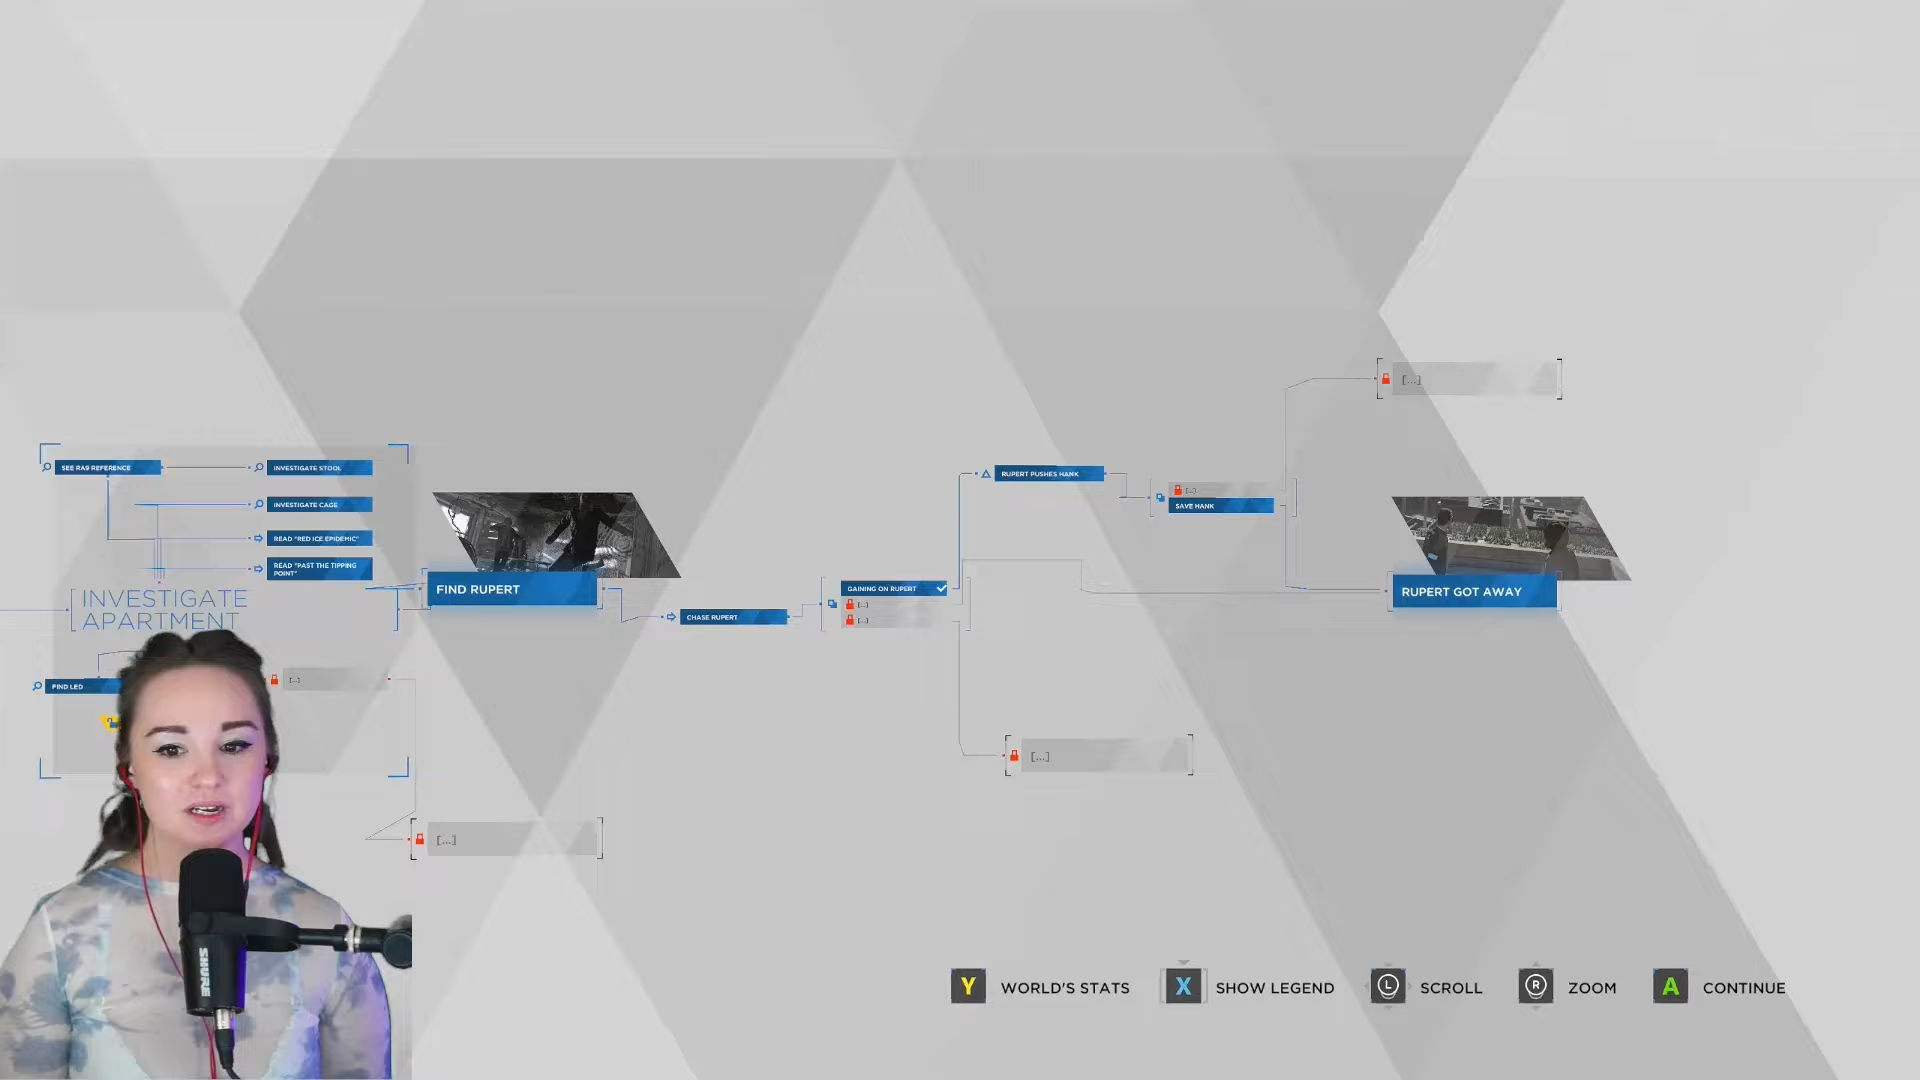 [...]
SEE RA9 REFERENCE
INVESTIGATE STOOL
INVESTIGATE CAGE
READ "RED ICE EPIDEMIC"
READ "PAST THE TIPPING
POINT"
INVESTIGATE
APARTMENT
FIND LED
[...]
[...]
FIND RUPERT
CHASE RUPERT
GAINING ON RUPERT
[...]
[...]
RUPERT PUSHES HANK
[...]
SAVE HANK
RUPERT GOT AWAY
[...]
SHURE
Y WORLD'S STATS
X SHOW LEGEND
L SCROLL
R ZOOM
A CONTINUE